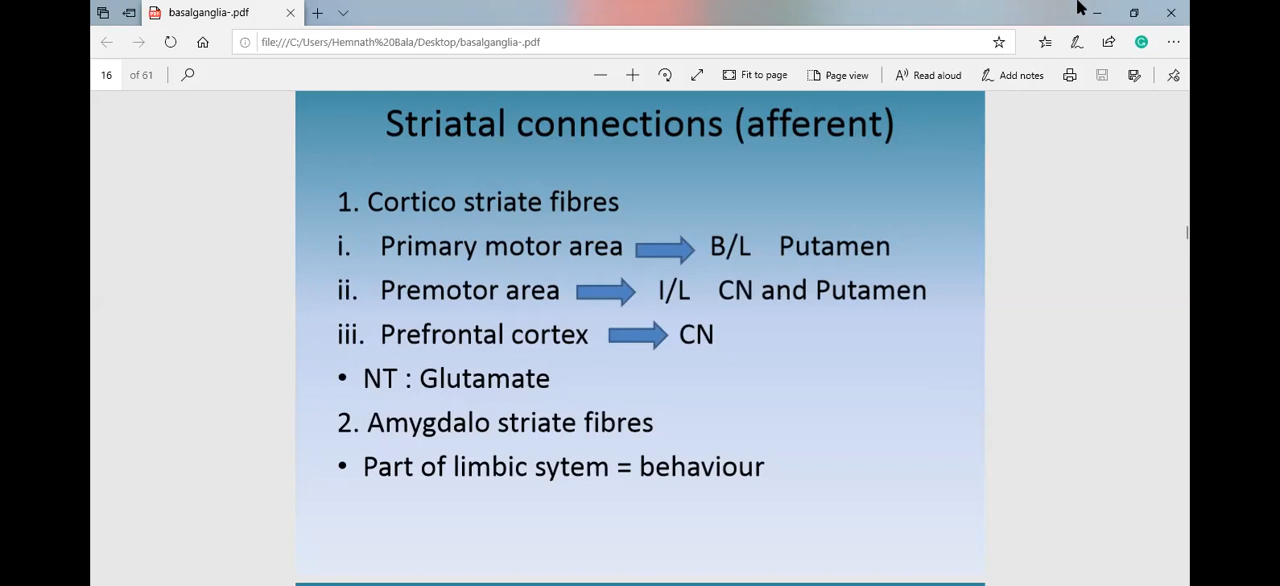 basalganglia-.pdf
file:///C:/Users/Hemnath%20Bala/Desktop/basalganglia-.pdf
16 of 61 Fit to page Page view Read aloud Add notes
Striatal connections (afferent)
1. Cortico striate fibres
i. Primary motor area B/L Putamen
ii. Premotor area I/L CN and Putamen
iii. Prefrontal cortex CN
• NT : Glutamate
2. Amygdalo striate fibres
• Part of limbic sytem = behaviour